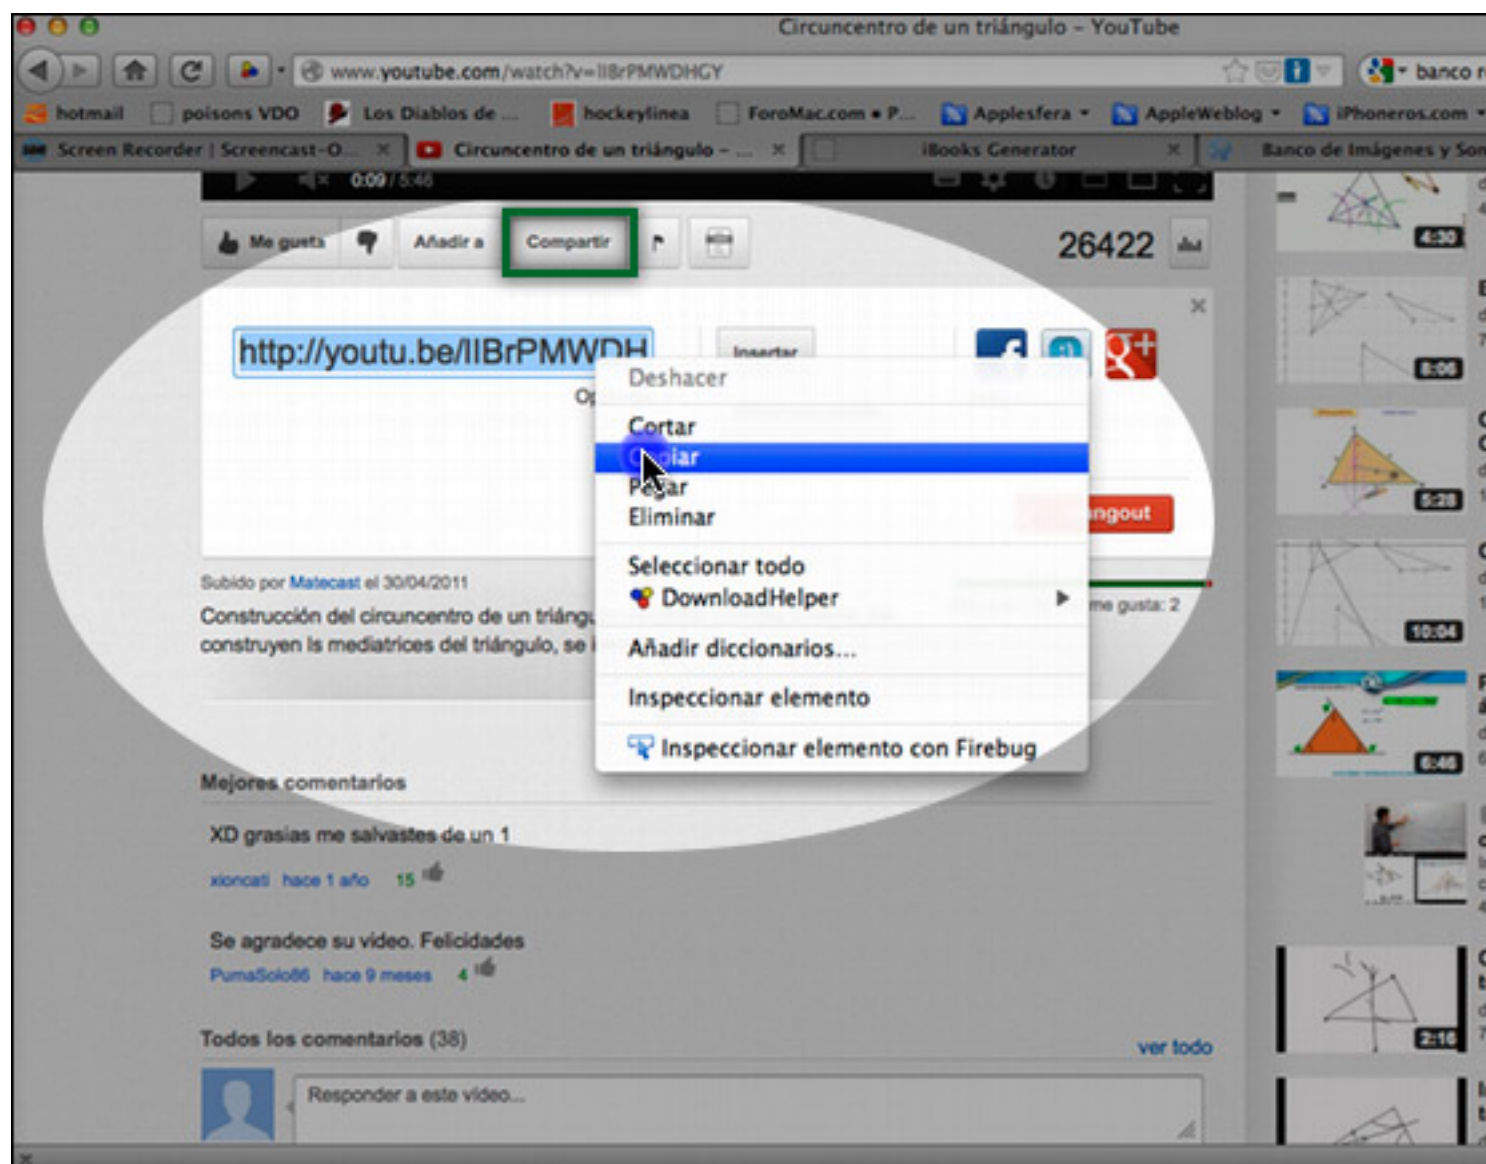 Circuncentro de un triángulo – YouTube
www.youtube.com/watch?v=lIBrPMWDHGY
banco r
hotmail poisons VDO Los Diablos de ... hockeylinea ForoMac.com • P... Applesfera AppleWeblog iPhoneros.com
Screen Recorder | Screencast-O... Circuncentro de un triángulo – ... iBooks Generator Banco de Imágenes y Son
0:09 / 5:46
Me gusta Añadir a Compartir 26422
4:30
http://youtu.be/lIBrPMWDH Insertar
8:06
Deshacer
Cortar
Copiar
Pegar
Eliminar
ngout
5:28
Seleccionar todo
DownloadHelper
Añadir diccionarios...
Inspeccionar elemento
Inspeccionar elemento con Firebug
Subido por Matecast el 30/04/2011
me gusta: 2
Construcción del circuncentro de un triángu
construyen ls mediatrices del triángulo, se i
10:04
6:46
Mejores comentarios
XD grasias me salvastes de un 1
xioncati hace 1 año 15
Se agradece su video. Felicidades
PumaSolo86 hace 9 meses 4
Todos los comentarios (38)
ver todo
2:16
Responder a este vídeo...